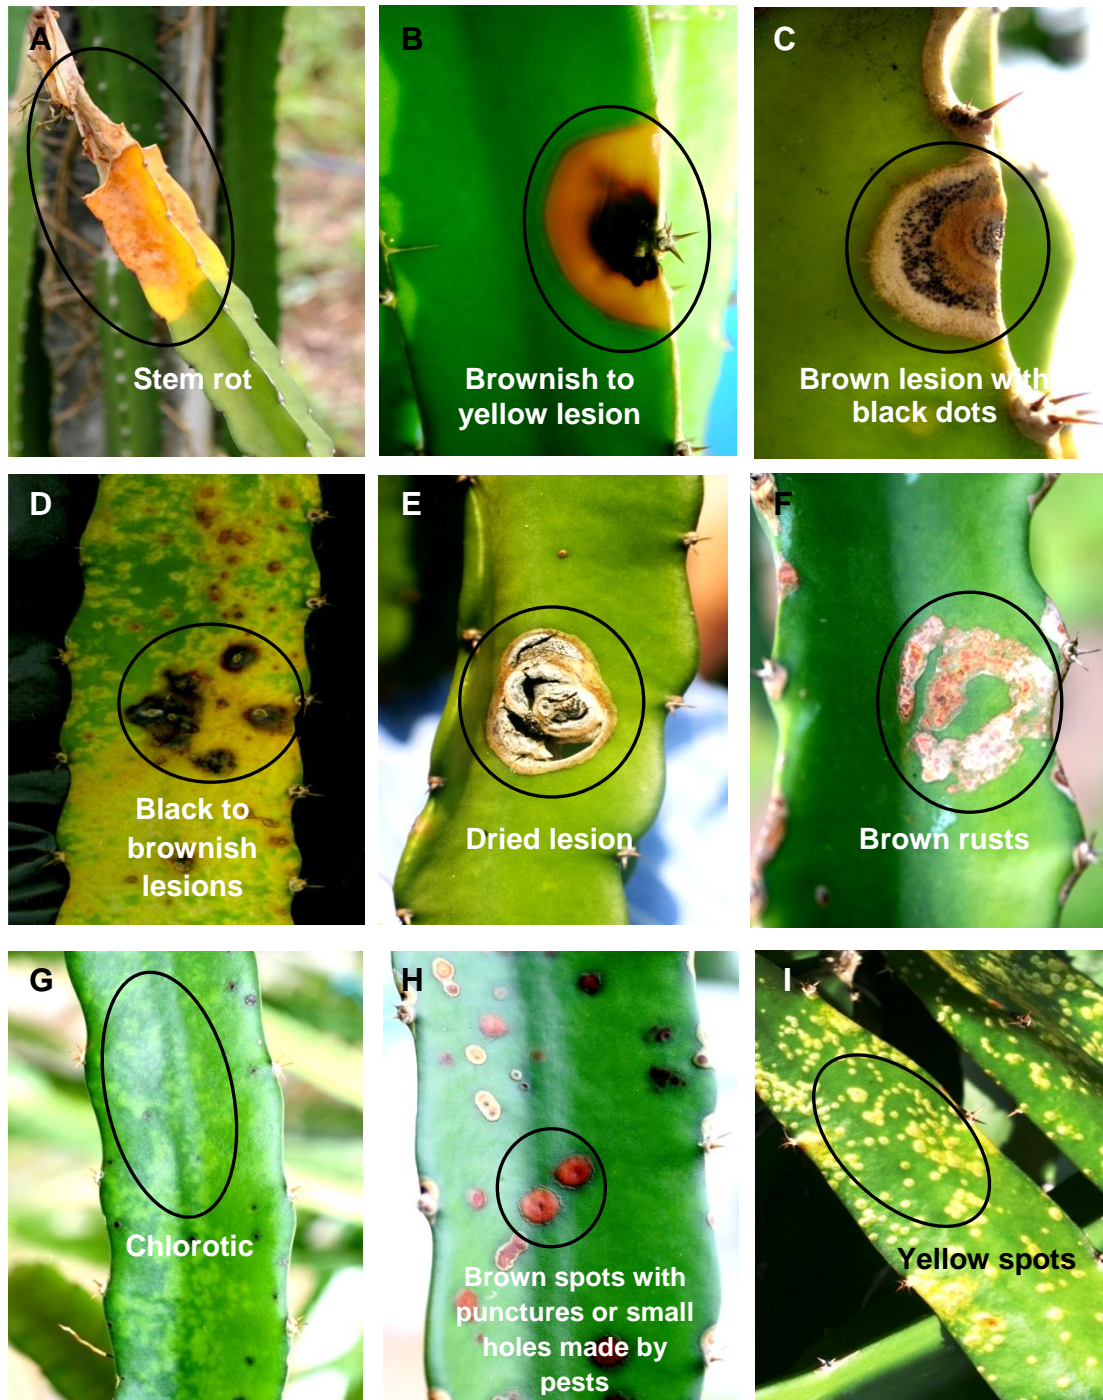 A
Stem rot
B
Brownish to
yellow lesion
C
Brown lesion with
black dots
D
Black to
brownish
lesions
E
Dried lesion
F
Brown rusts
G
Chlorotic
H
Brown spots with
punctures or small
holes made by
pests
I
Yellow spots